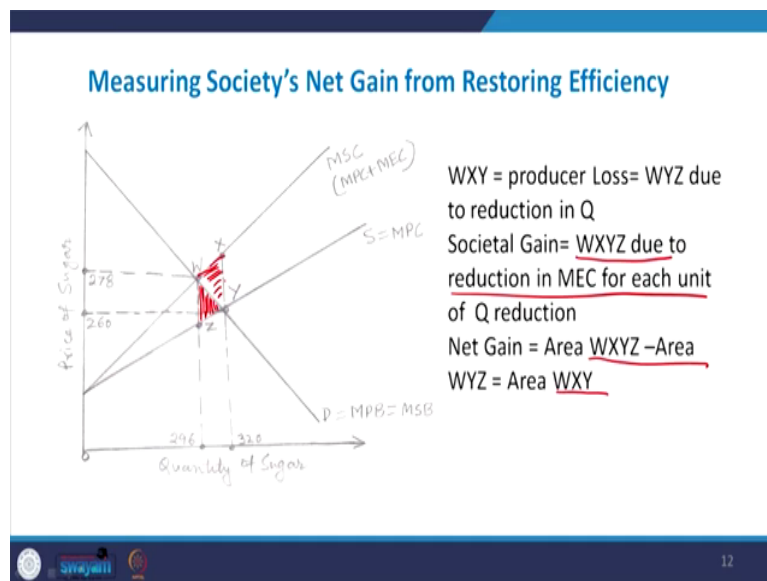 Measuring Society's Net Gain from Restoring Efficiency
MSC
(MPC+MEC)
S=MPC
W
X
Y
Z
278
260
Price of Sugar
D=MPB=MSB
296
320
Quantity of Sugar
WXY = producer Loss= WYZ due
to reduction in Q
Societal Gain= WXYZ due to
reduction in MEC for each unit
of Q reduction
Net Gain = Area WXYZ –Area
WYZ = Area WXY
swayam
12